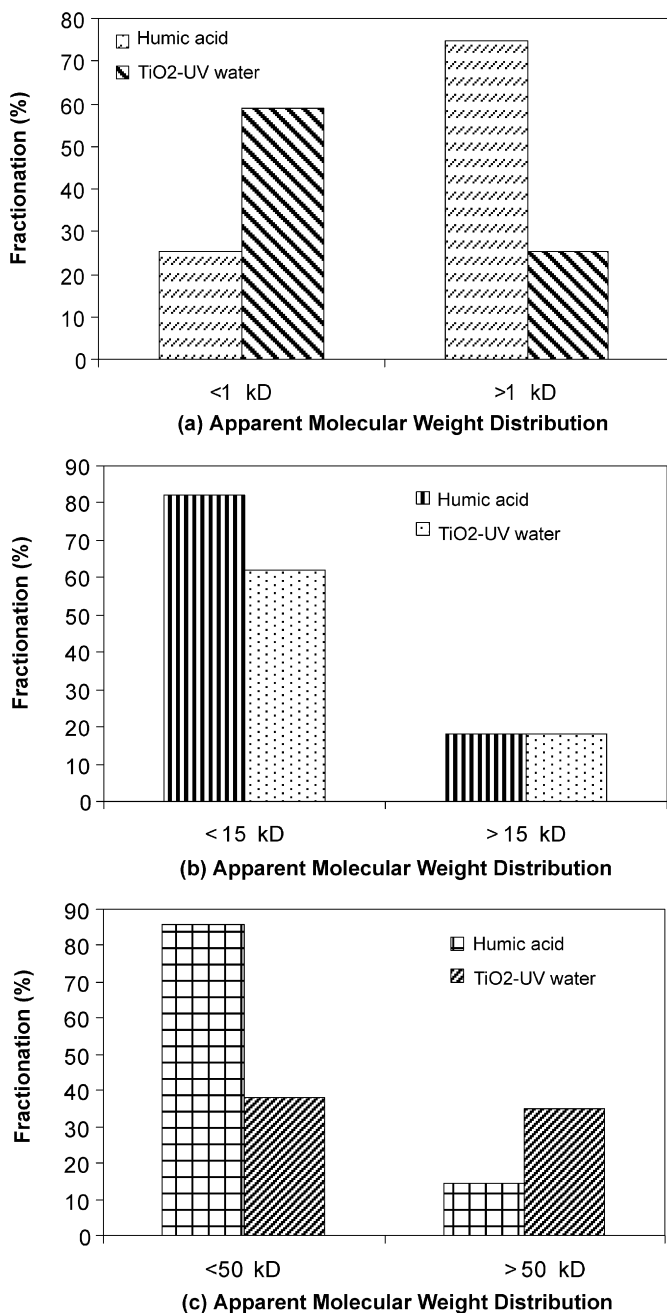 80
70
60
50
40
30
20
10
0
Fractionation (%)
Humic acid
TiO2-UV water
<1 kD
>1 kD
(a) Apparent Molecular Weight Distribution
90
80
70
60
50
40
30
20
10
0
Fractionation (%)
Humic acid
TiO2-UV water
<15 kD
>15 kD
(b) Apparent Molecular Weight Distribution
90
80
70
60
50
40
30
20
10
0
Fractionation (%)
Humic acid
TiO2-UV water
<50 kD
>50 kD
(c) Apparent Molecular Weight Distribution